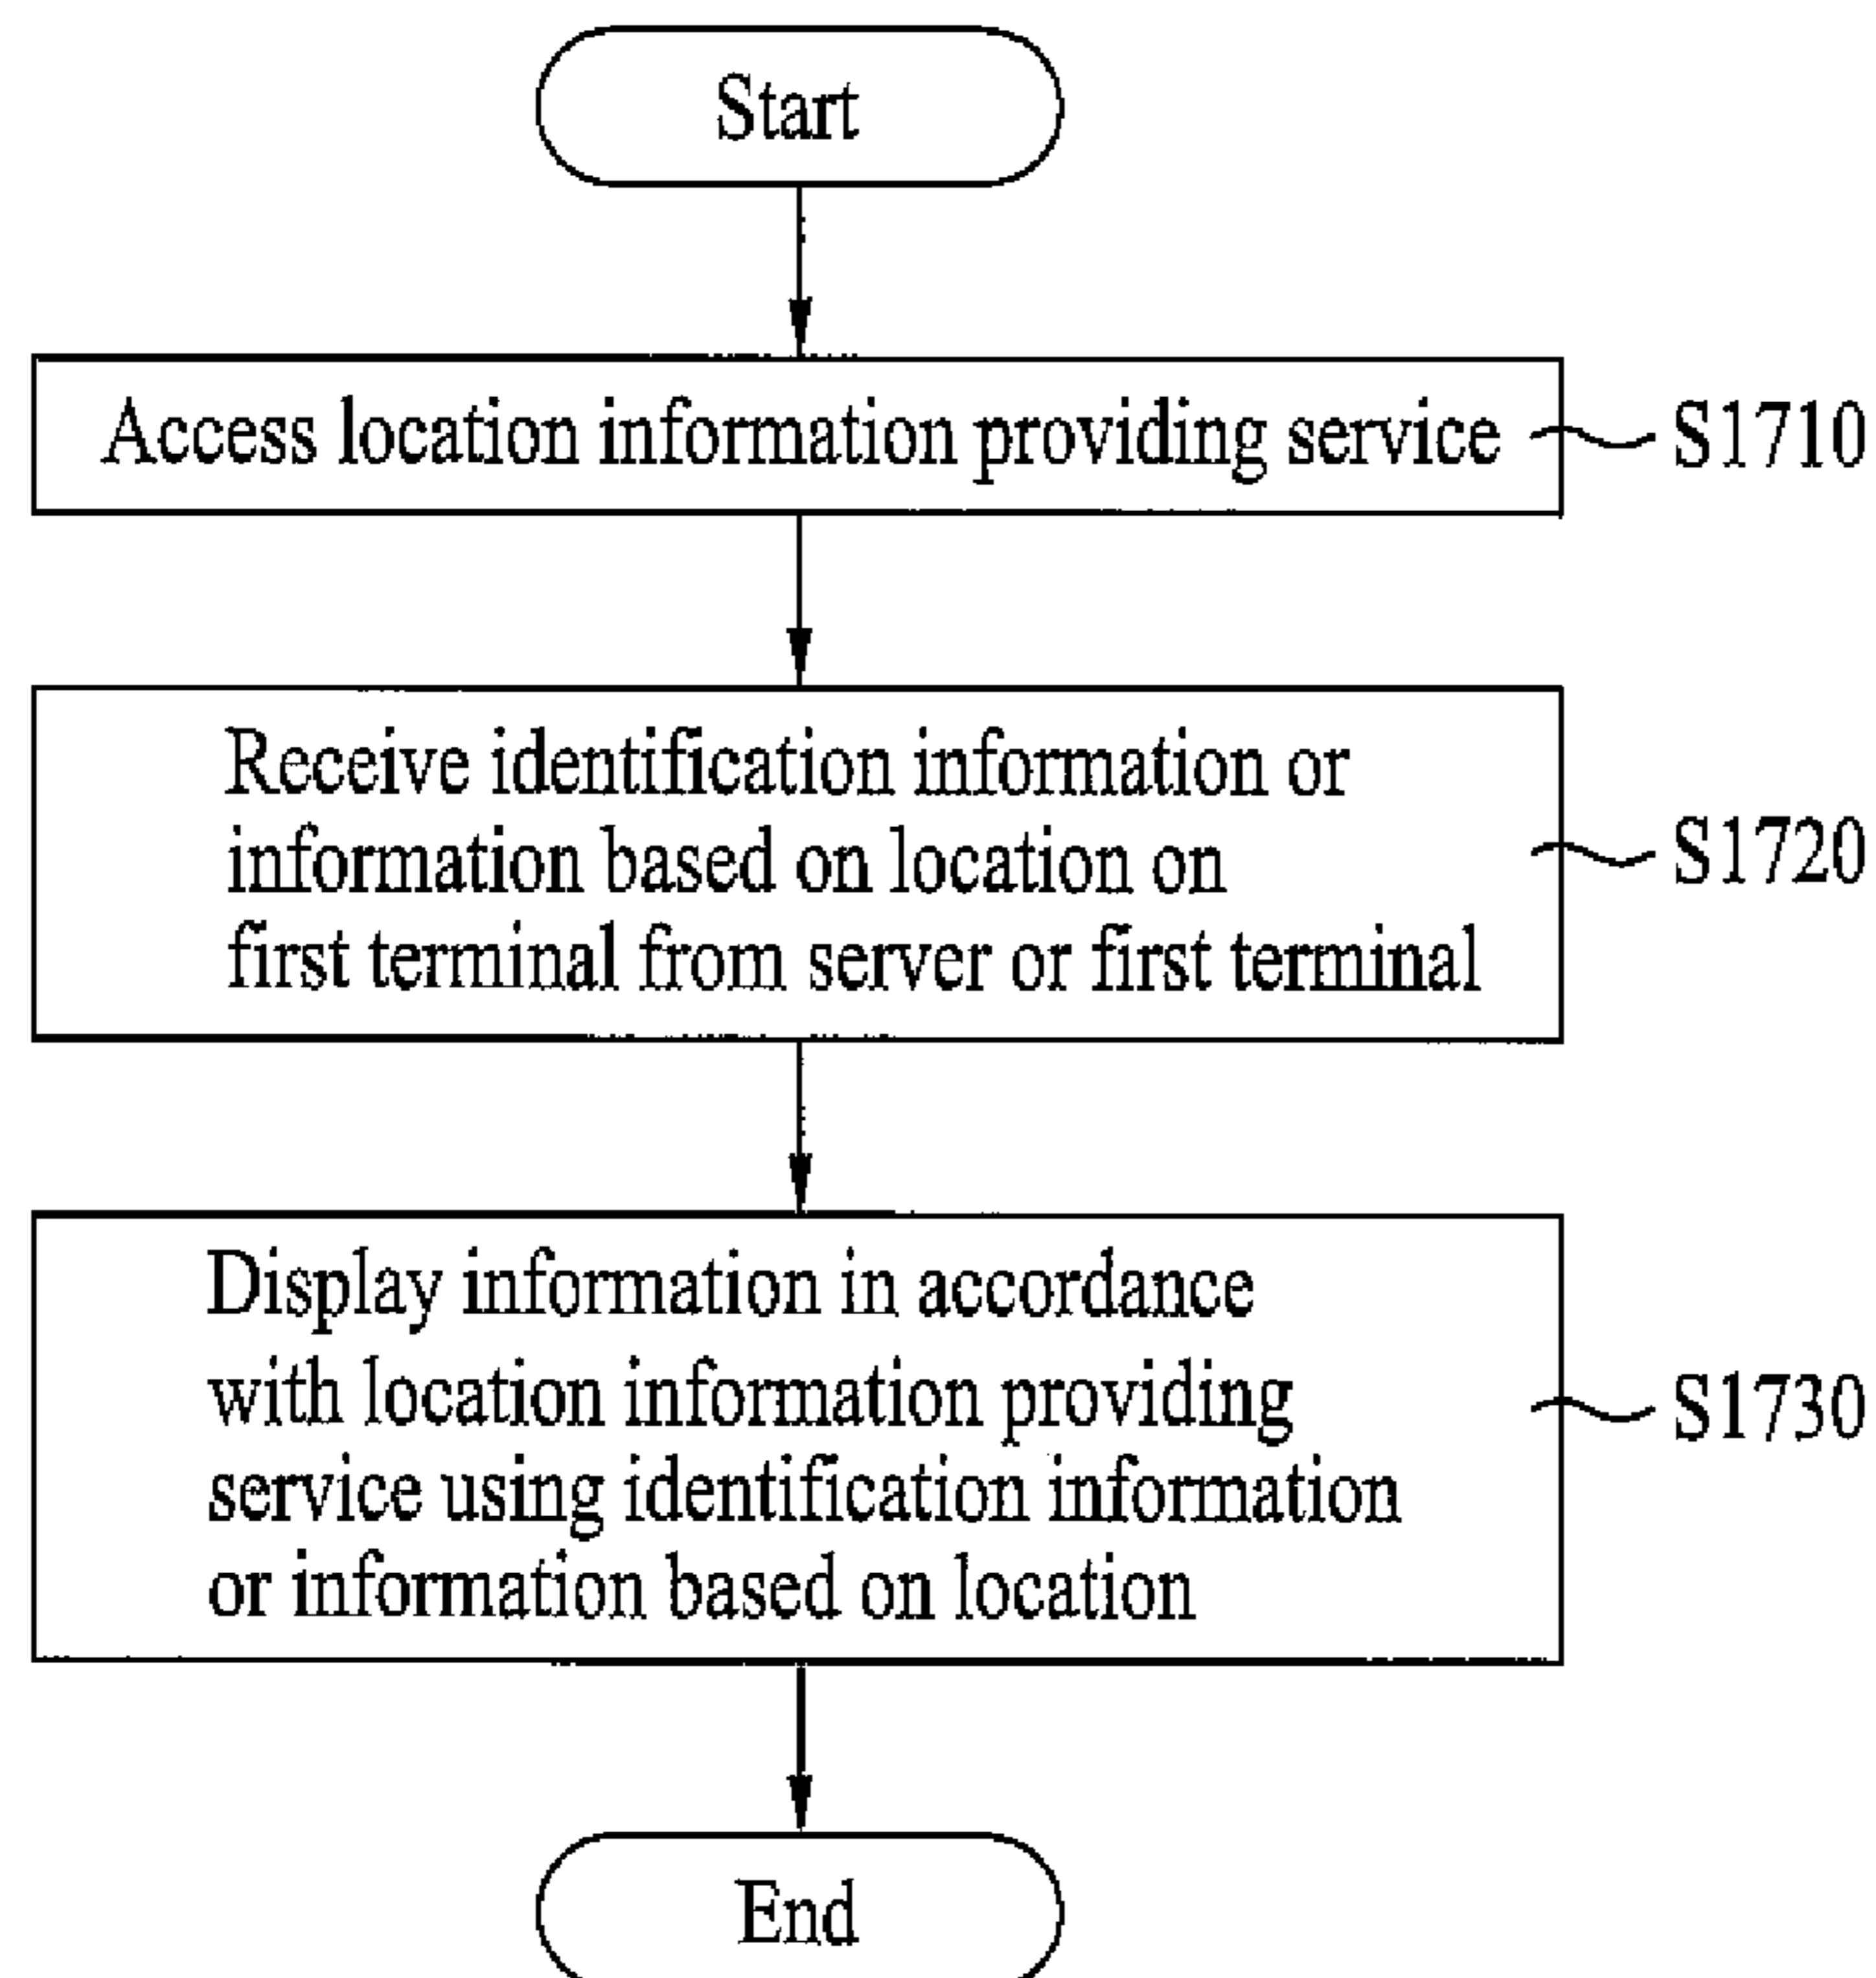 Start
Access location information providing service
S1710
Receive identification information or
information based on location on
first terminal from server or first terminal
S1720
Display information in accordance
with location information providing
service using identification information
or information based on location
S1730
End